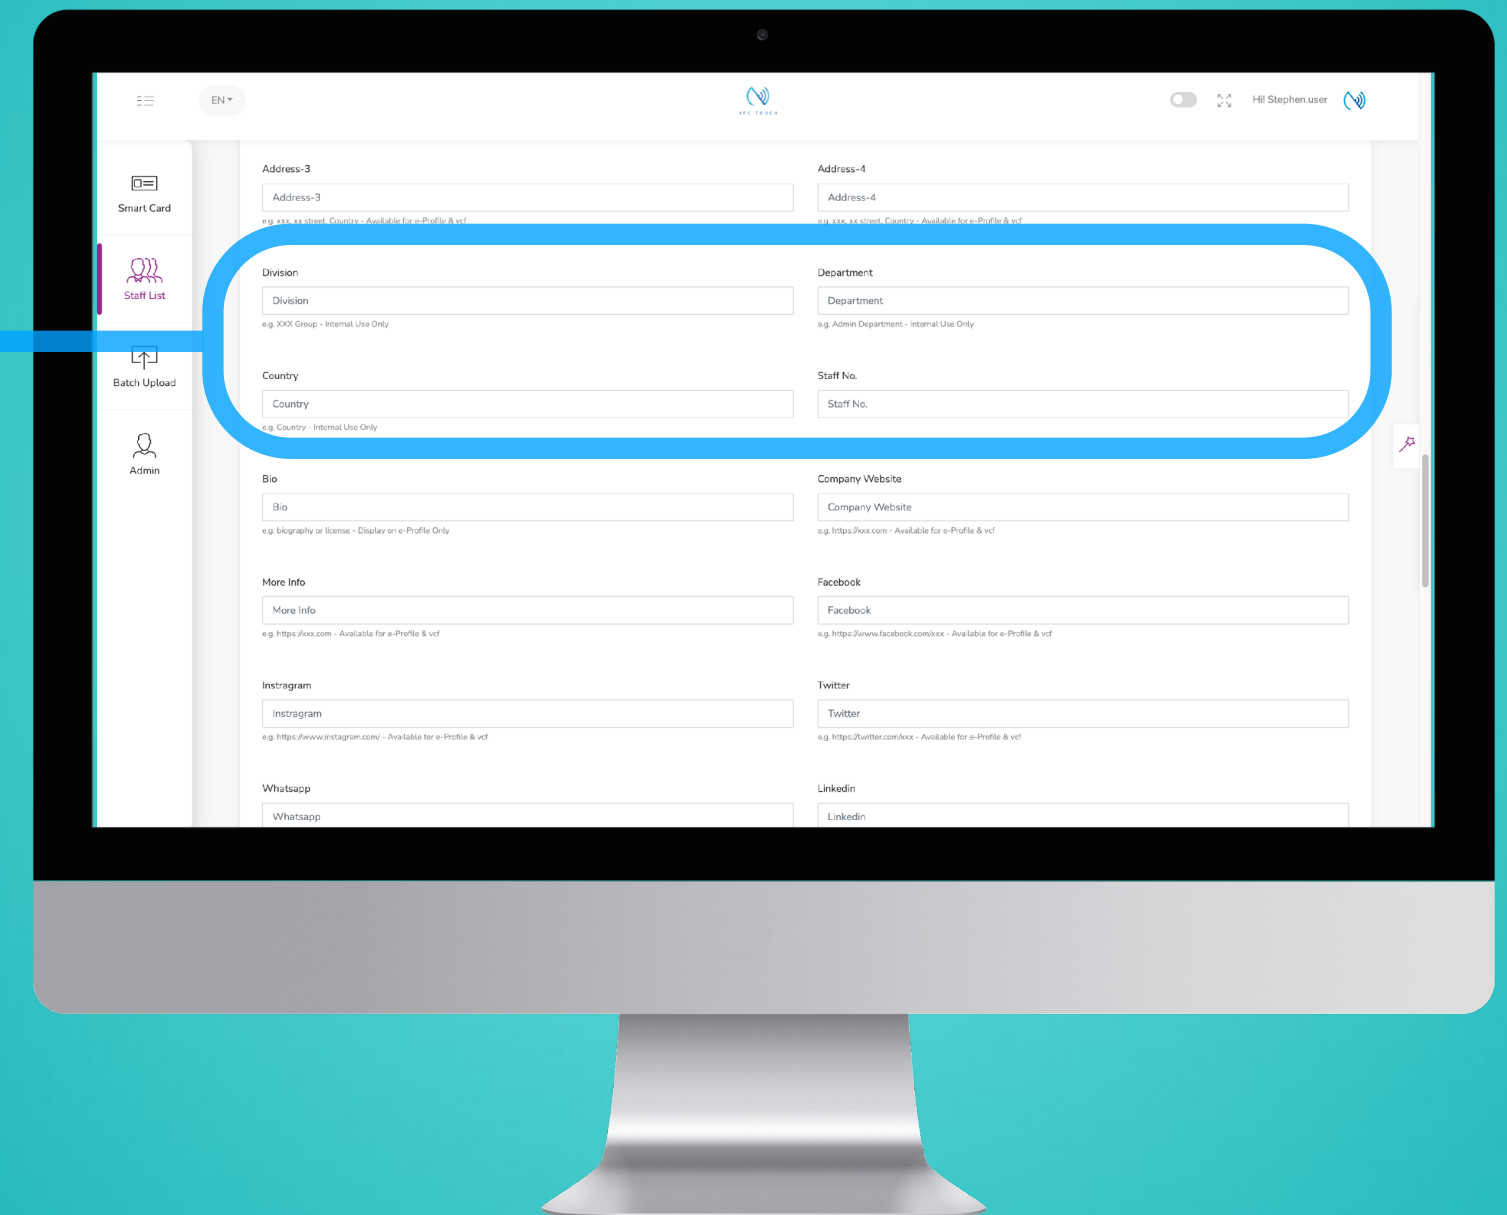 EN
NFC TOUCH
Hi! Stephen.user
Smart Card
Staff List
Batch Upload
Admin
Address-3 Address-4
Address-3 Address-4
e.g. xxx, xx street, Country - Available for e-Profile & vcf e.g. xxx, xx street, Country - Available for e-Profile & vcf
Division Department
Division Department
e.g. XXX Group - Internal Use Only e.g. Admin Department - Internal Use Only
Country Staff No.
Country Staff No.
e.g. Country - Internal Use Only
Bio Company Website
Bio Company Website
e.g. biography or license - Display on e-Profile Only e.g. https://xxx.com - Available for e-Profile & vcf
More Info Facebook
More Info Facebook
e.g. https://xxx.com - Available for e-Profile & vcf e.g. https://www.facebook.com/xxx - Available for e-Profile & vcf
Instragram Twitter
Instragram Twitter
e.g. https://www.instagram.com/ - Available for e-Profile & vcf e.g. https://twitter.com/xxx - Available for e-Profile & vcf
Whatsapp Linkedin
Whatsapp Linkedin